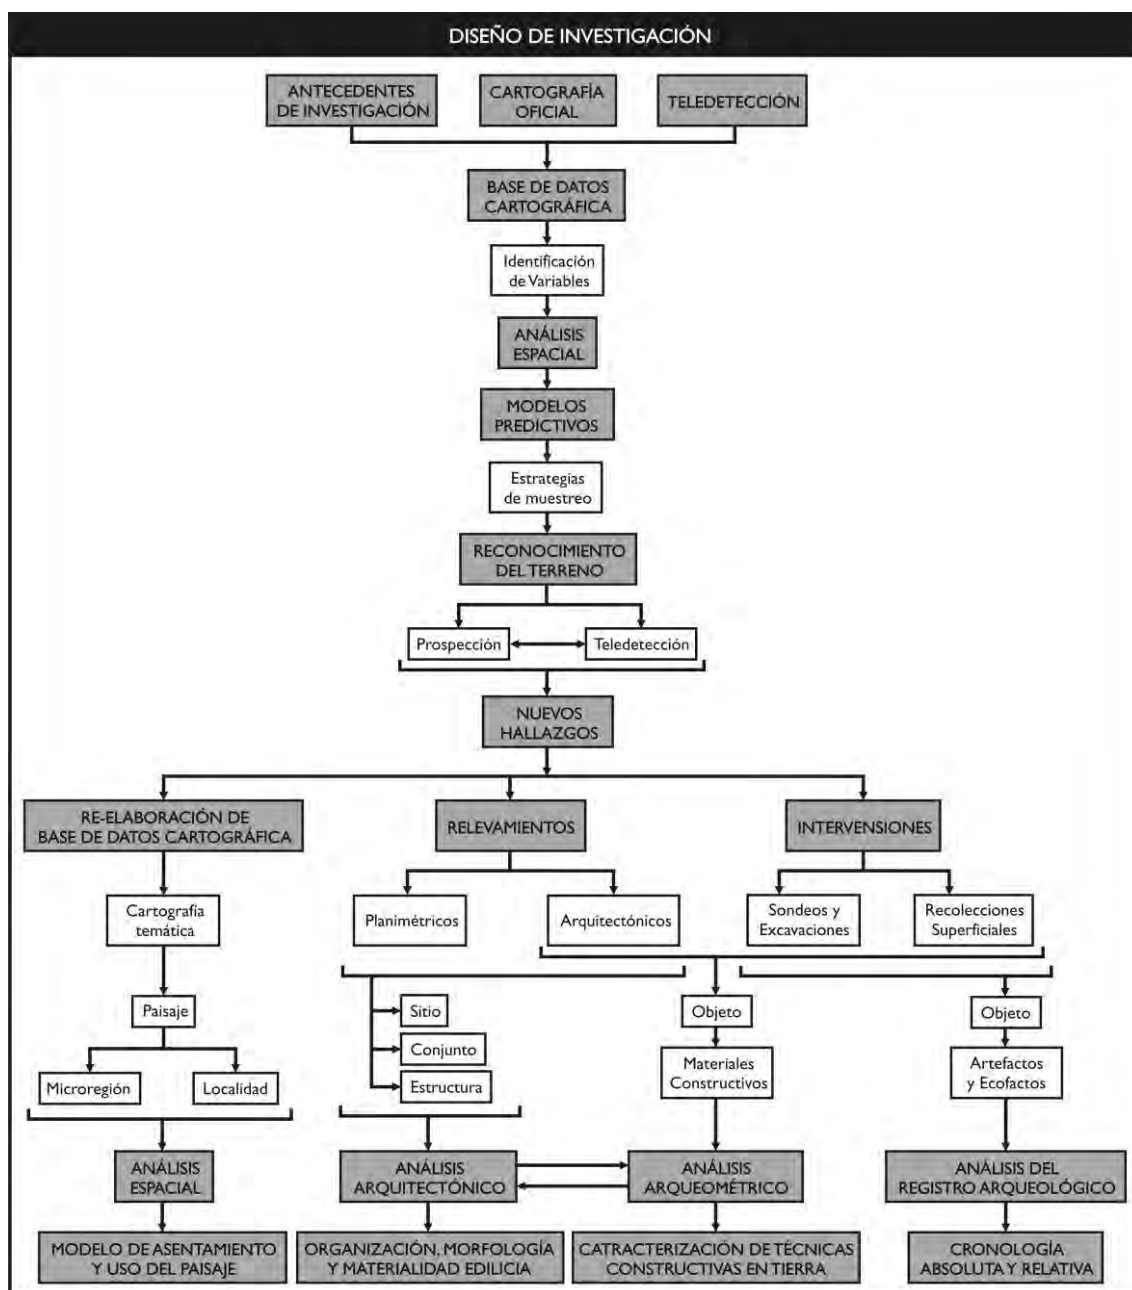 DISEÑO DE INVESTIGACIÓN
ANTECEDENTES
DE INVESTIGACIÓN
CARTOGRAFÍA
OFICIAL
TELEDETECCIÓN
BASE DE DATOS
CARTOGRÁFICA
Identificación
de Variables
ANÁLISIS
ESPACIAL
MODELOS
PREDICTIVOS
Estrategias
de muestreo
RECONOCIMIENTO
DEL TERRENO
Prospección
Teledetección
NUEVOS
HALLAZGOS
RE-ELABORACIÓN DE
BASE DE DATOS CARTOGRÁFICA
RELEVAMIENTOS
INTERVENSIONES
Cartografía
temática
Planimétricos
Arquitectónicos
Sondeos y
Excavaciones
Recolecciones
Superficiales
Paisaje
Sitio
Conjunto
Estructura
Objeto
Objeto
Microregión
Localidad
Materiales
Constructivos
Artefactos
y Ecofactos
ANÁLISIS
ESPACIAL
ANÁLISIS
ARQUITECTÓNICO
ANÁLISIS
ARQUEOMÉTRICO
ANÁLISIS DEL
REGISTRO ARQUEOLÓGICO
MODELO DE ASENTAMIENTO
Y USO DEL PAISAJE
ORGANIZACIÓN, MORFOLOGÍA
Y MATERIALIDAD EDILICIA
CATRACTERIZACIÓN DE TÉCNICAS
CONSTRUCTIVAS EN TIERRA
CRONOLOGÍA
ABSOLUTA Y RELATIVA